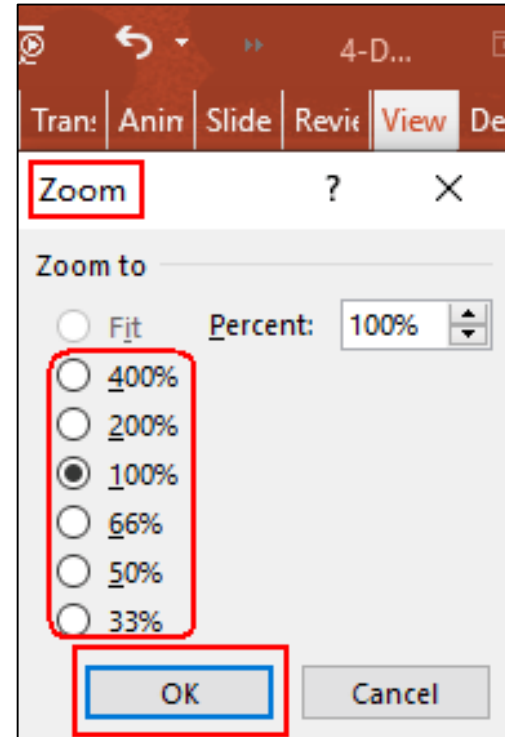 4-D...
Tran: Anin Slide Revie View De
Zoom ?
Zoom to
Fit Percent: 100%
400%
200%
100%
66%
50%
33%
OK Cancel